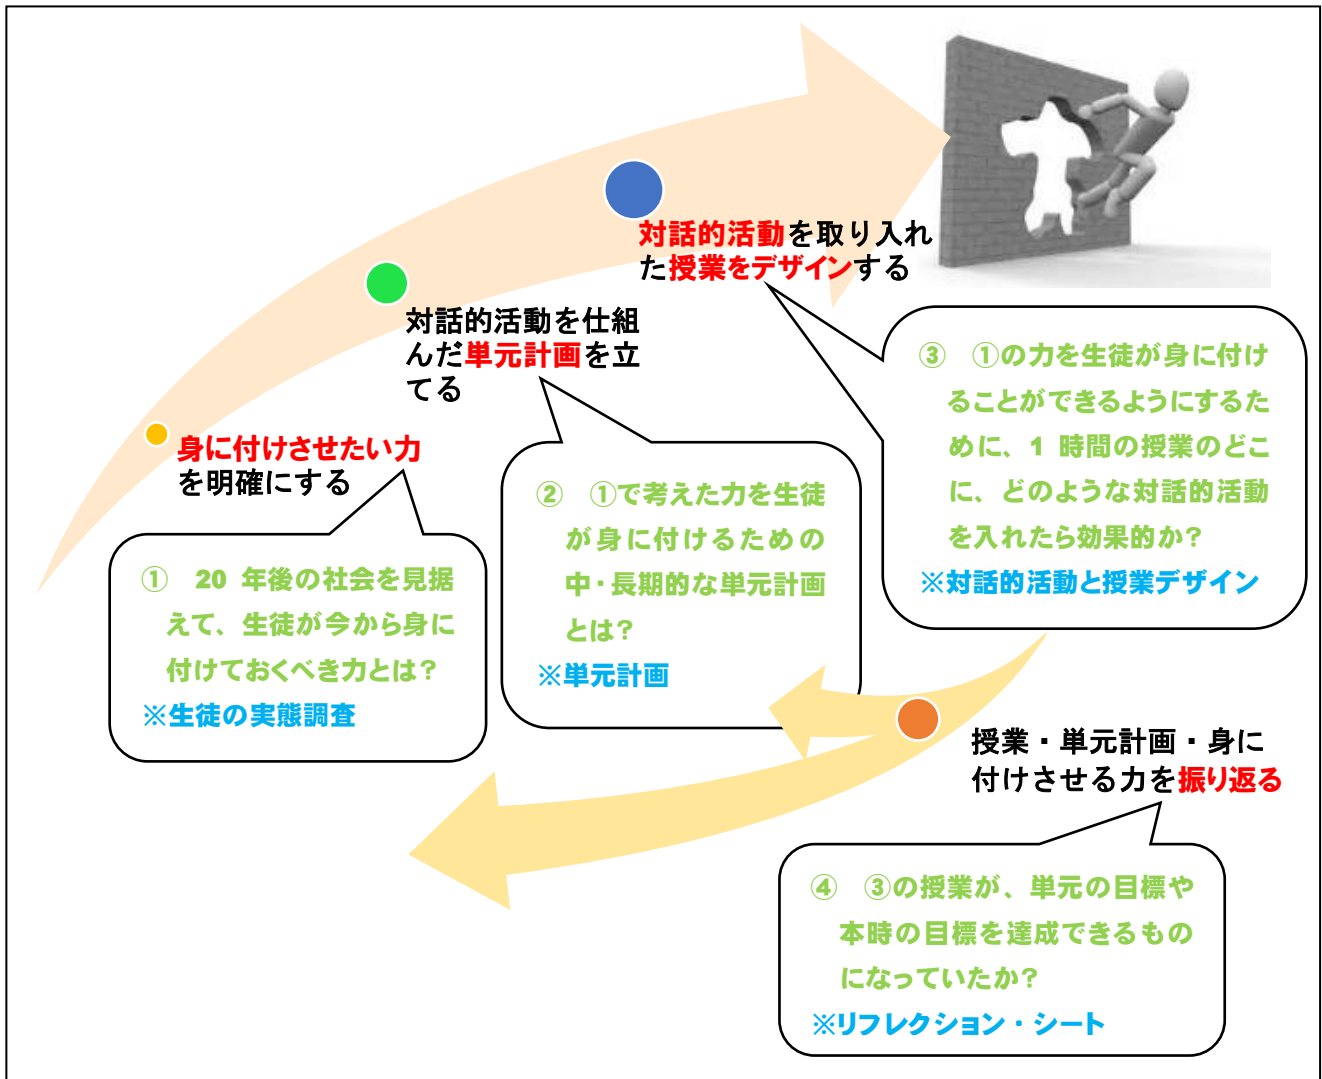 対話的活動を取り入れ
た授業をデザインする
対話的活動を仕組
んだ単元計画を立
てる
身に付けさせたい力
を明確にする
① 20 年後の社会を見据
えて、生徒が今から身に
付けておくべき力とは？
※生徒の実態調査
② ①で考えた力を生徒
が身に付けるための
中・長期的な単元計画
とは？
※単元計画
③ ①の力を生徒が身に付け
ることができるようにするた
めに、1 時間の授業のどこ
に、どのような対話的活動
を入れたら効果的か？
※対話的活動と授業デザイン
授業・単元計画・身に
付けさせる力を振り返る
④ ③の授業が、単元の目標や
本時の目標を達成できるもの
になっていたか？
※リフレクション・シート